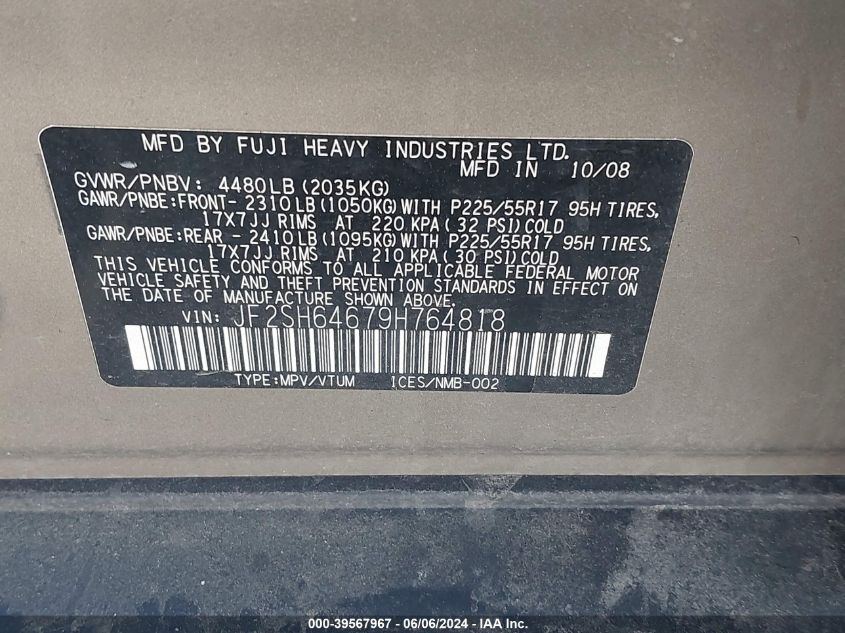 MFD BY FUJI HEAVY INDUSTRIES LTD.
MFD IN 10/08
GVWR/PNBV: 4480LB(2035KG)
GAWR/PNBE:FRONT- 2310LB(1050KG)WITH P225/55R17 95H TIRES,
17X7JJ RIMS AT 220 KPA( 32 PSI)COLD
GAWR/PNBE:REAR - 2410LB(1095KG)WITH P225/55R17 95H TIRES,
17X7JJ RIMS AT 210 KPA( 30 PSI)COLD
THIS VEHICLE CONFORMS TO ALL APPLICABLE FEDERAL MOTOR
VEHICLE SAFETY AND THEFT PREVENTION STANDARDS IN EFFECT ON
THE DATE OF MANUFACTURE SHOWN ABOVE.
VIN: JF2SH64679H764818
TYPE:MPV/VTUM ICES/NMB-002
000-39567967 - 06/06/2024 - IAA Inc.